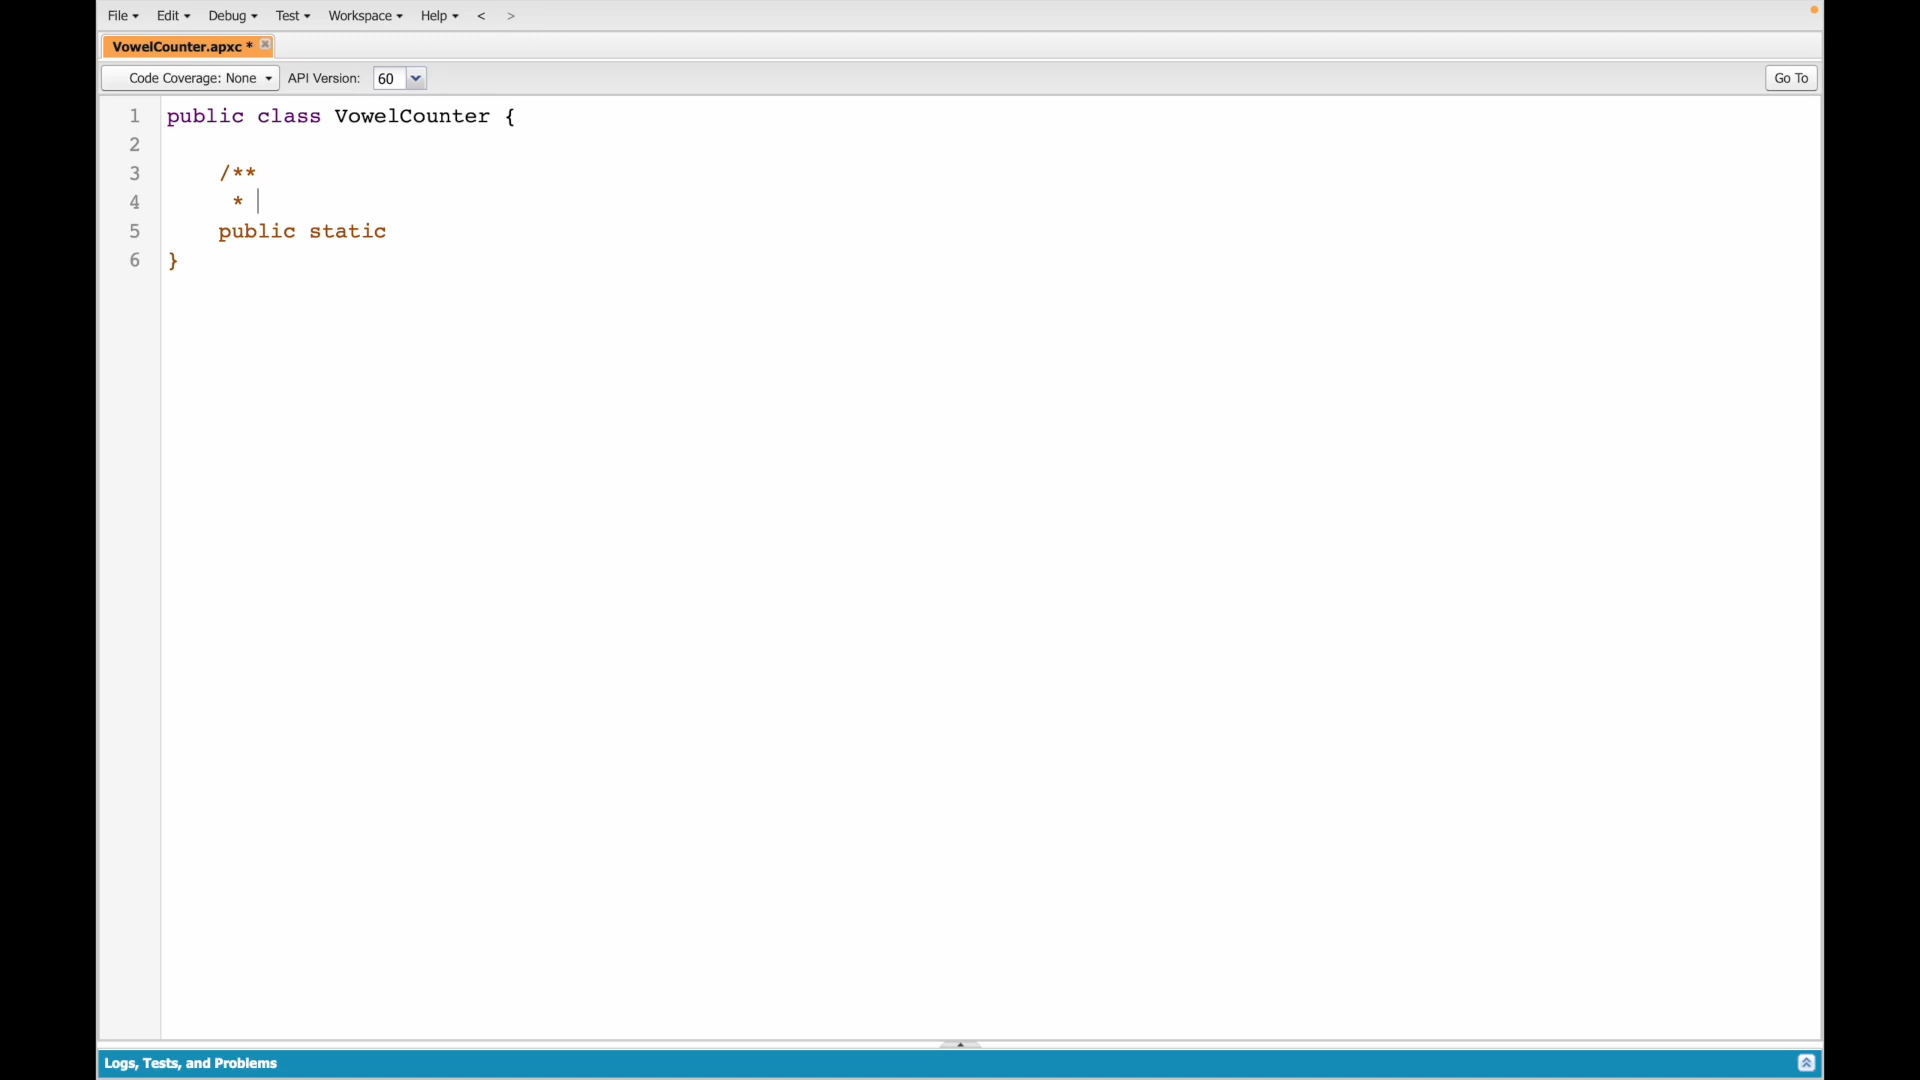 File Edit Debug Test Workspace Help < >
VowelCounter.apxc *
Code Coverage: None API Version: 60 Go To
1 public class VowelCounter {
2
3 /**
4 *
5 public static
6 }
Logs, Tests, and Problems